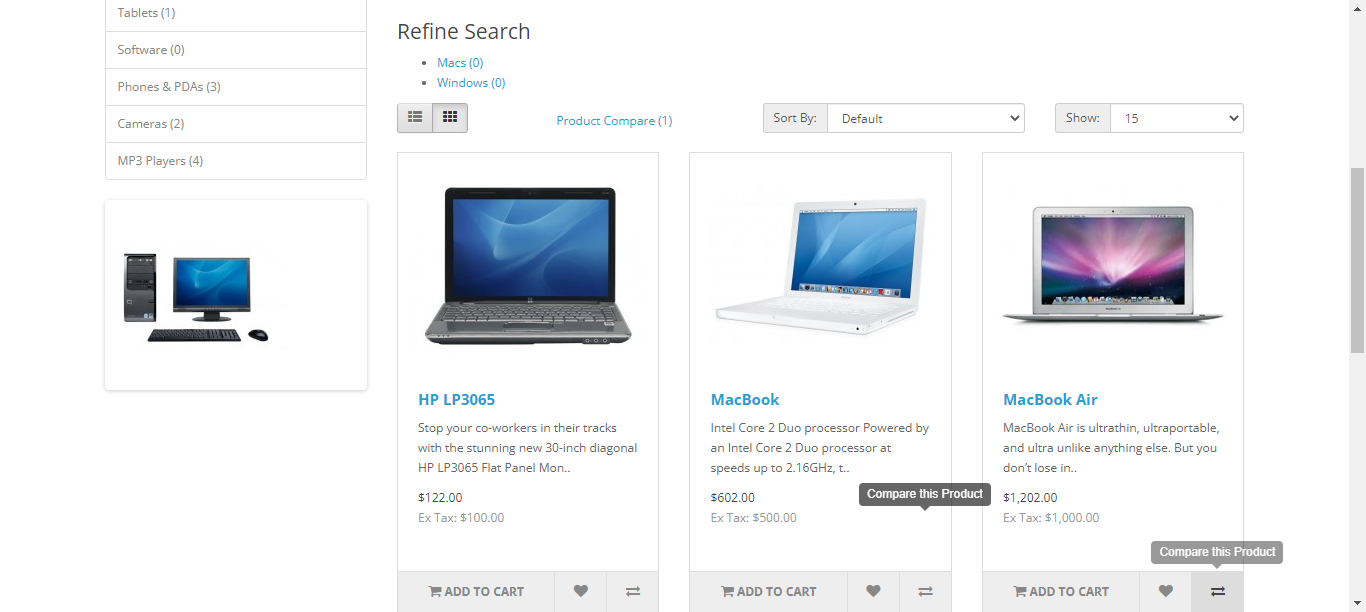 Tablets (1)
Software (0)
Phones & PDAs (3)
Cameras (2)
MP3 Players (4)
Refine Search
Macs (0)
Windows (0)
Product Compare (1)
Sort By:
Default
Show:
15
HP LP3065
Stop your co-workers in their tracks
with the stunning new 30-inch diagonal
HP LP3065 Flat Panel Mon..
$122.00
Ex Tax: $100.00
ADD TO CART
MacBook
Intel Core 2 Duo processor Powered by
an Intel Core 2 Duo processor at
speeds up to 2.16GHz, t..
$602.00
Ex Tax: $500.00
Compare this Product
ADD TO CART
MacBook Air
MacBook Air is ultrathin, ultraportable,
and ultra unlike anything else. But you
don’t lose in..
$1,202.00
Ex Tax: $1,000.00
Compare this Product
ADD TO CART